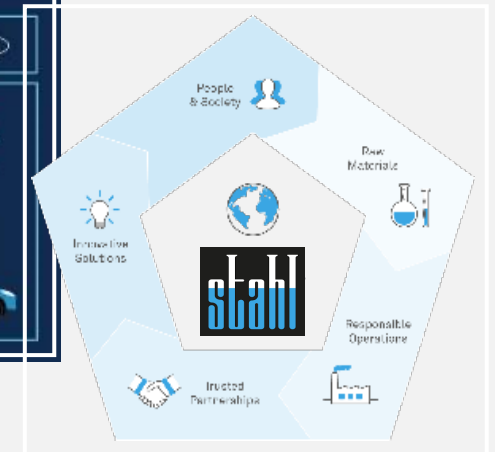 People
& Society
Raw
Materials
Innovative
Solutions
stahl
Responsible
Operations
Trusted
Partnerships